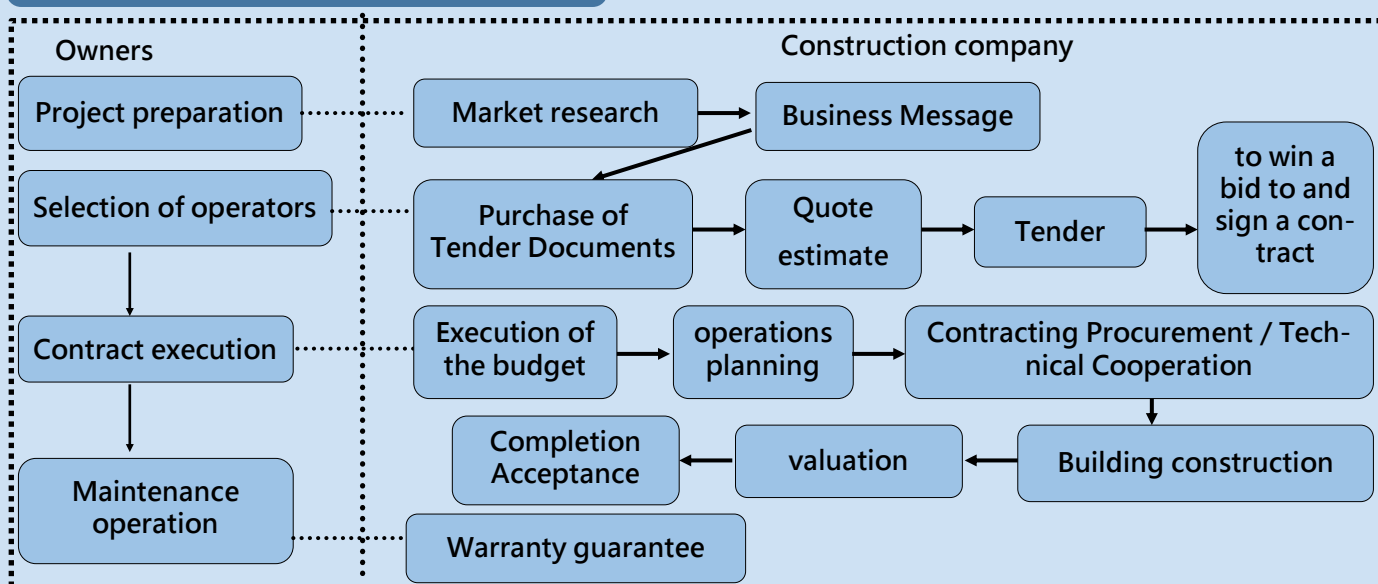 Owners
Construction company
Project preparation
Market research
Business Message
to win a
bid to and
sign a con-
tract
Selection of operators
Purchase of
Tender Documents
Quote
estimate
Tender
Contract execution
Execution of
the budget
operations
planning
Contracting Procurement / Tech-
nical Cooperation
Completion
Acceptance
valuation
Building construction
Maintenance
operation
Warranty guarantee